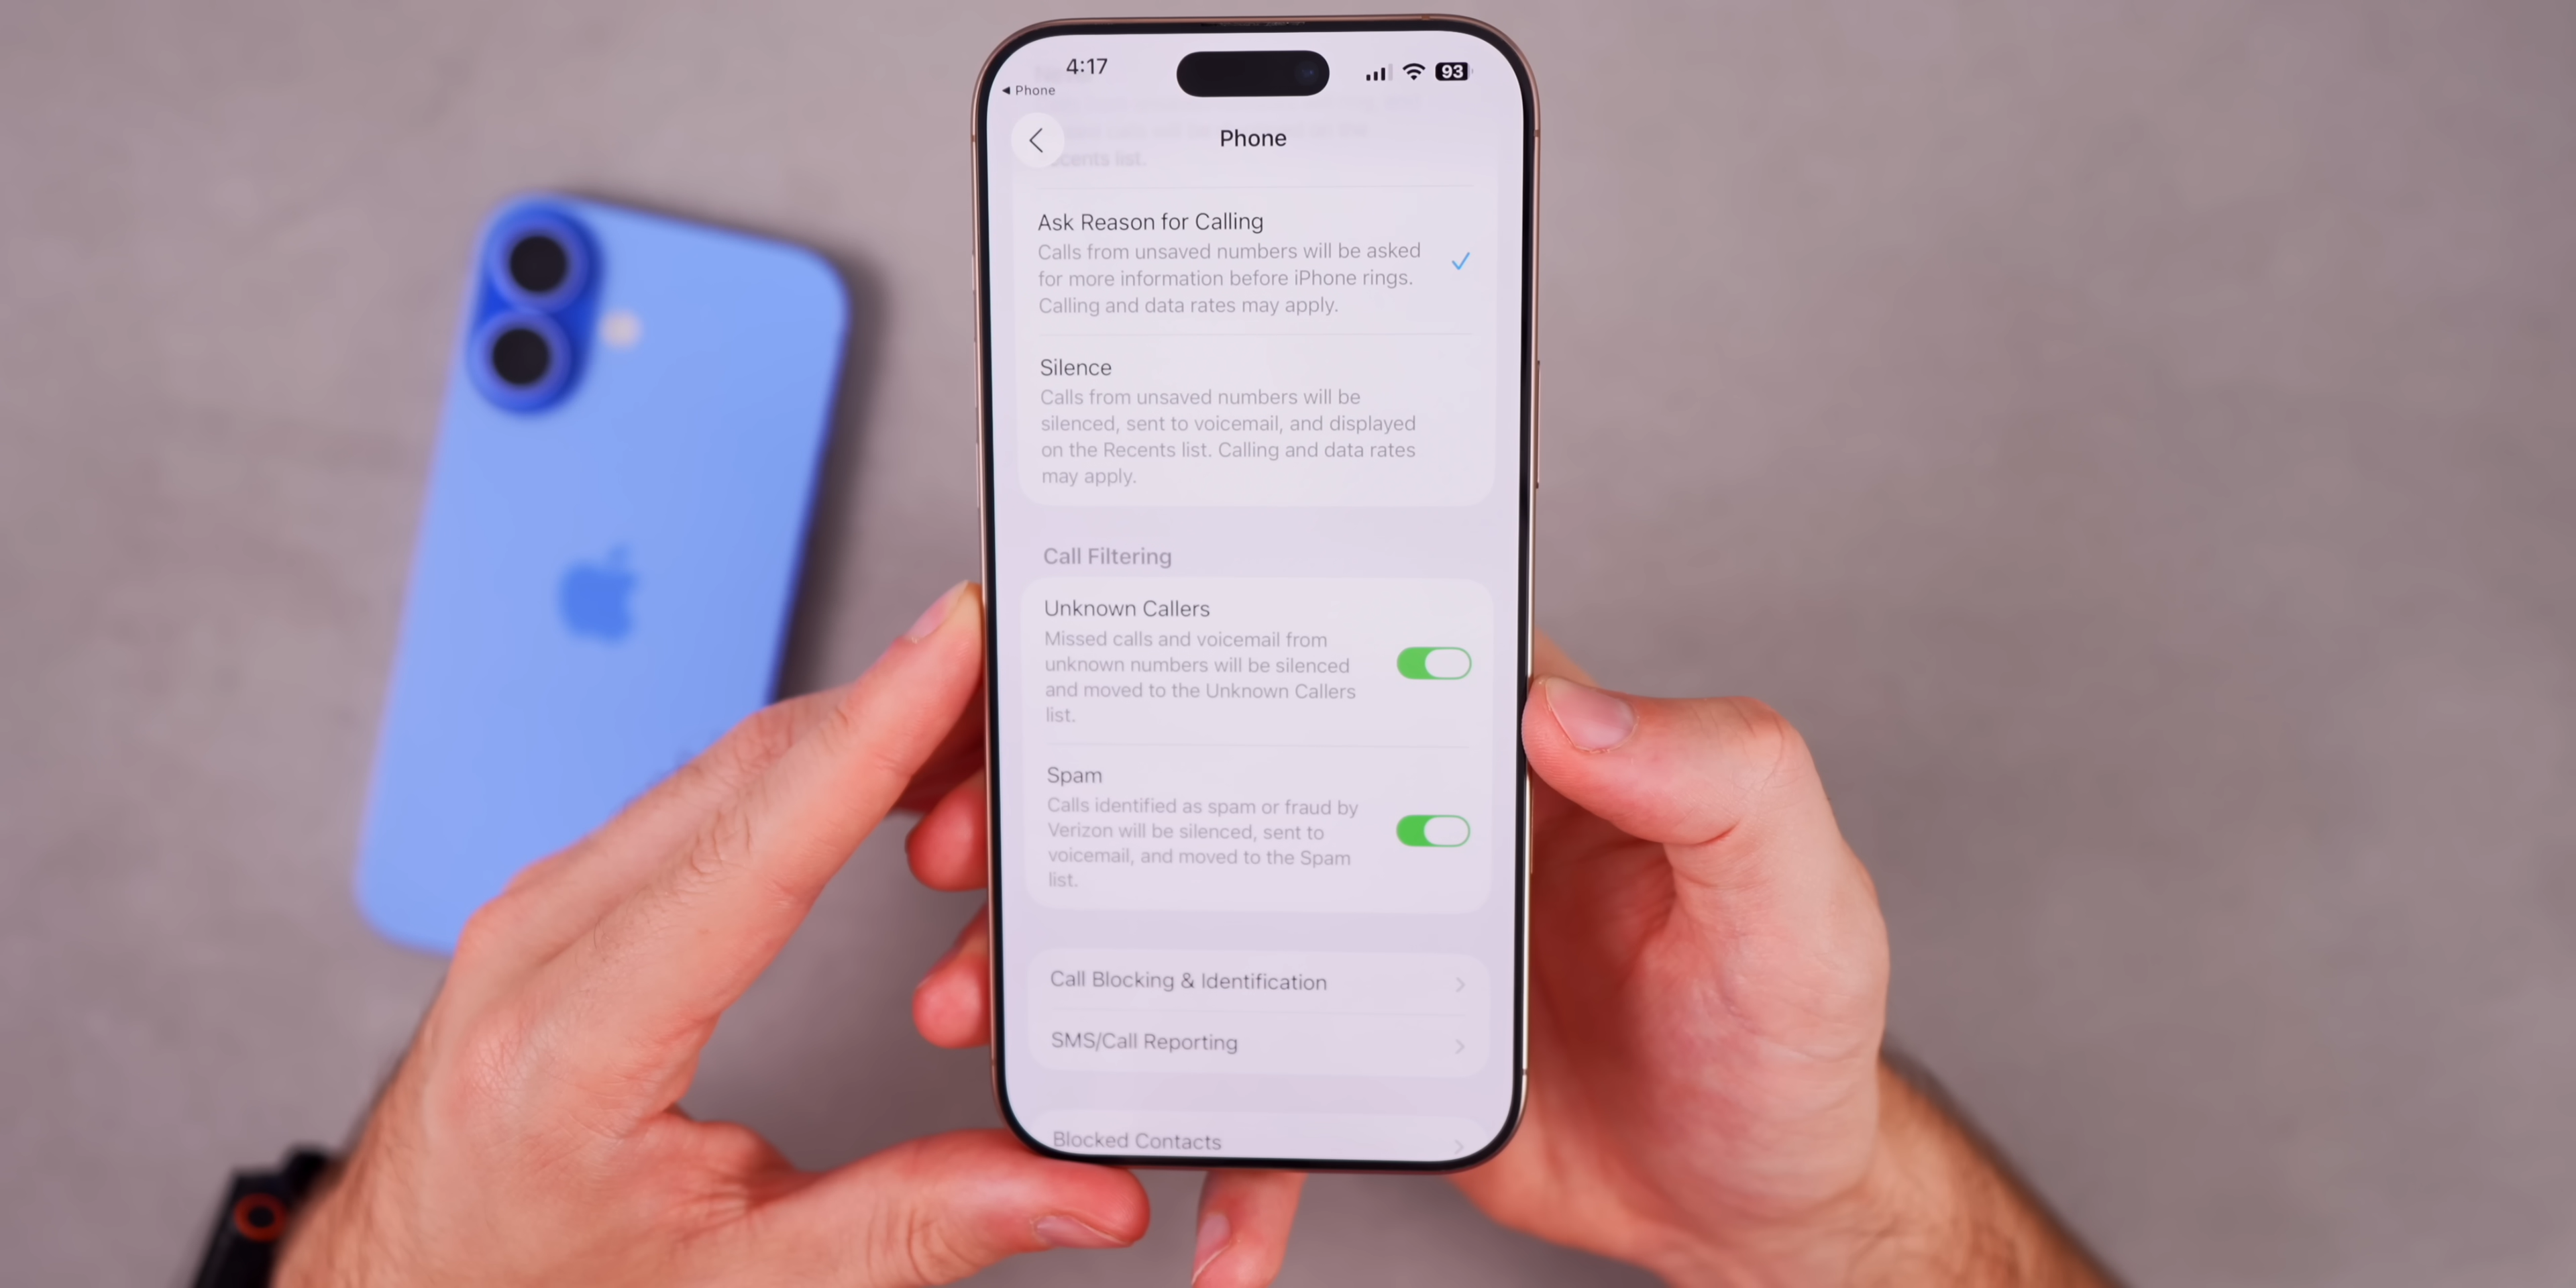 4:17
93
◀ Phone
Phone
ecents list.
Ask Reason for Calling
Calls from unsaved numbers will be asked
for more information before iPhone rings.
Calling and data rates may apply.
Silence
Calls from unsaved numbers will be
silenced, sent to voicemail, and displayed
on the Recents list. Calling and data rates
may apply.
Call Filtering
Unknown Callers
Missed calls and voicemail from
unknown numbers will be silenced
and moved to the Unknown Callers
list.
Spam
Calls identified as spam or fraud by
Verizon will be silenced, sent to
voicemail, and moved to the Spam
list.
Call Blocking & Identification
SMS/Call Reporting
Blocked Contacts